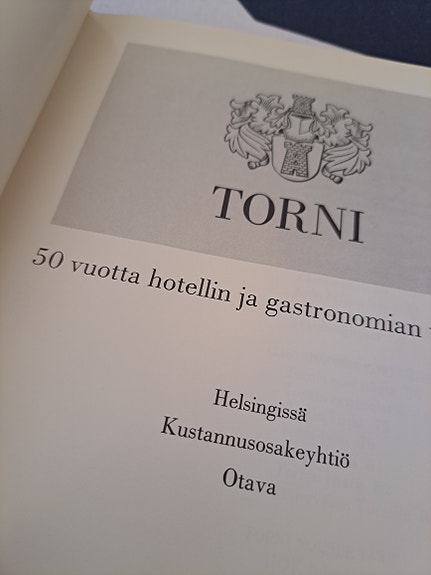 TORNI
50 vuotta hotellin ja gastronomian
Helsingissä
Kustannusosakeyhtiö
Otava